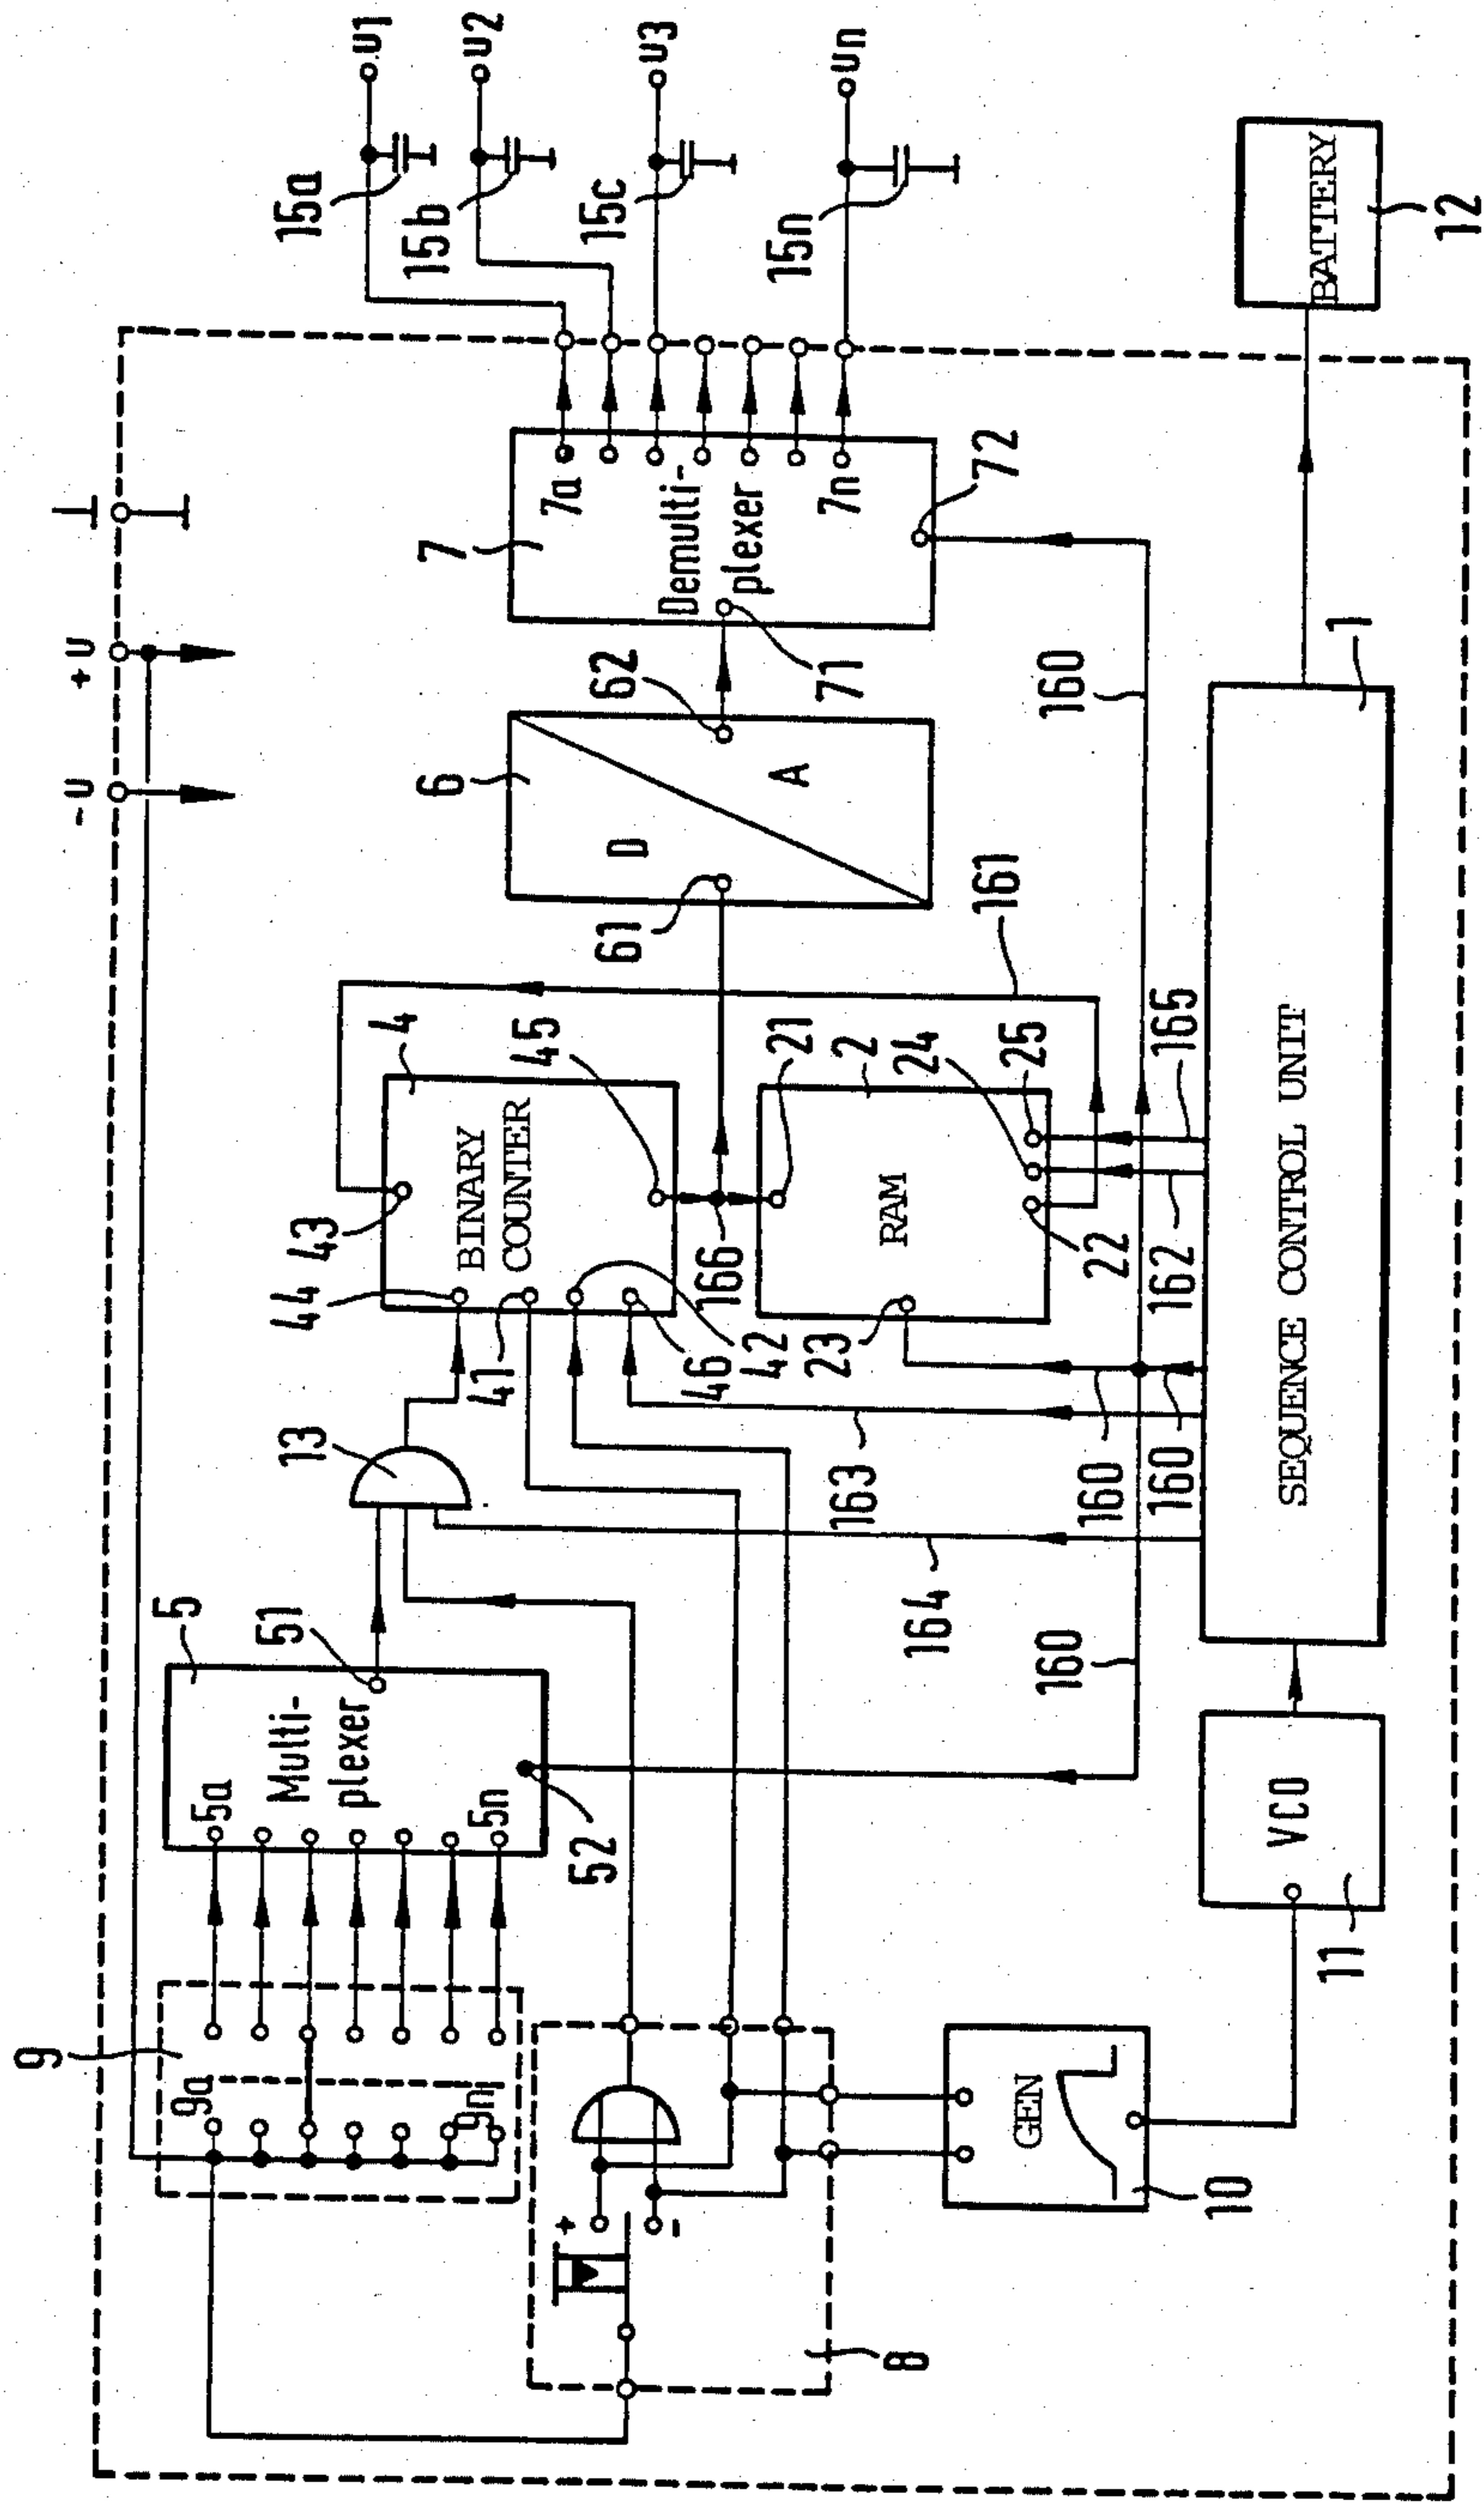 -U
+U
9
9a
9n
5
5a
Multi-
plexer
5n
51
52
13
44
43
4
BINARY
COUNTER
41
45
46
42
166
21
2
RAM
23
24
25
22
61
6
D
A
62
7
7a
Demulti-
plexer
7n
71
72
15a
U1
15b
U2
15c
U3
15n
Un
+
-
8
GEN
10
VCO
11
160
164
163
160
160
162
165
161
160
SEQUENCE CONTROL UNIT
1
BATTERY
12